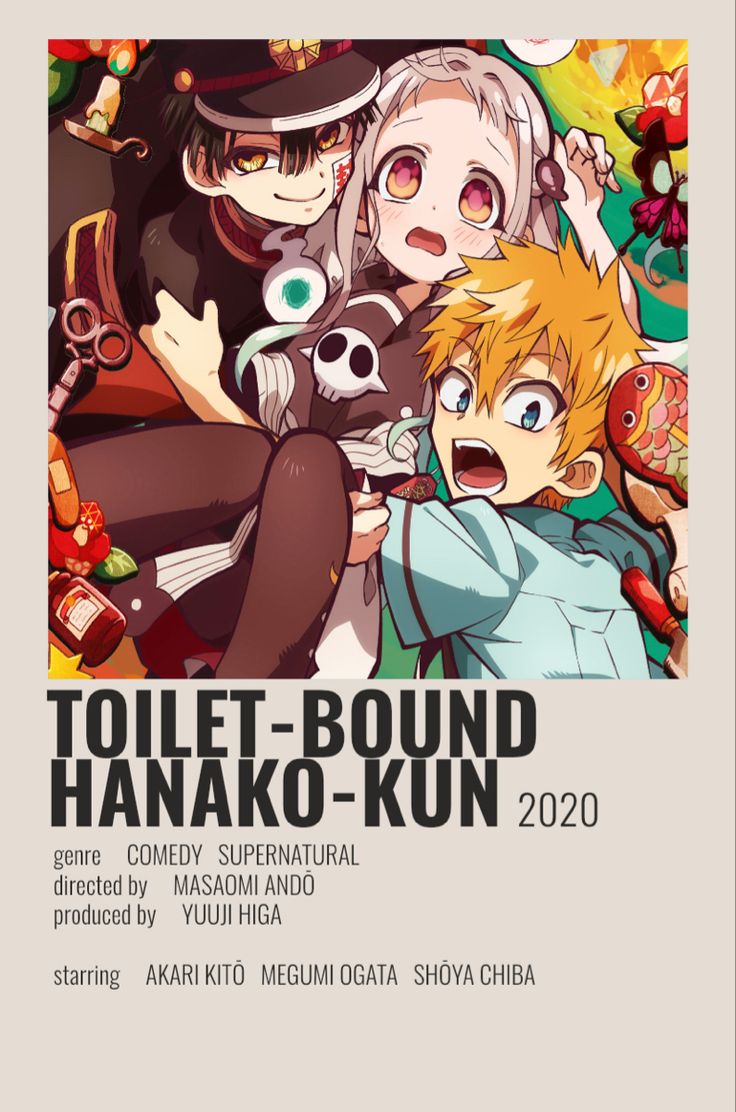 TOILET-BOUND
HANAKO-KUN 2020
genre COMEDY SUPERNATURAL
directed by MASAOMI ANDŌ
produced by YUUJI HIGA
starring AKARI KITŌ MEGUMI OGATA SHŌYA CHIBA